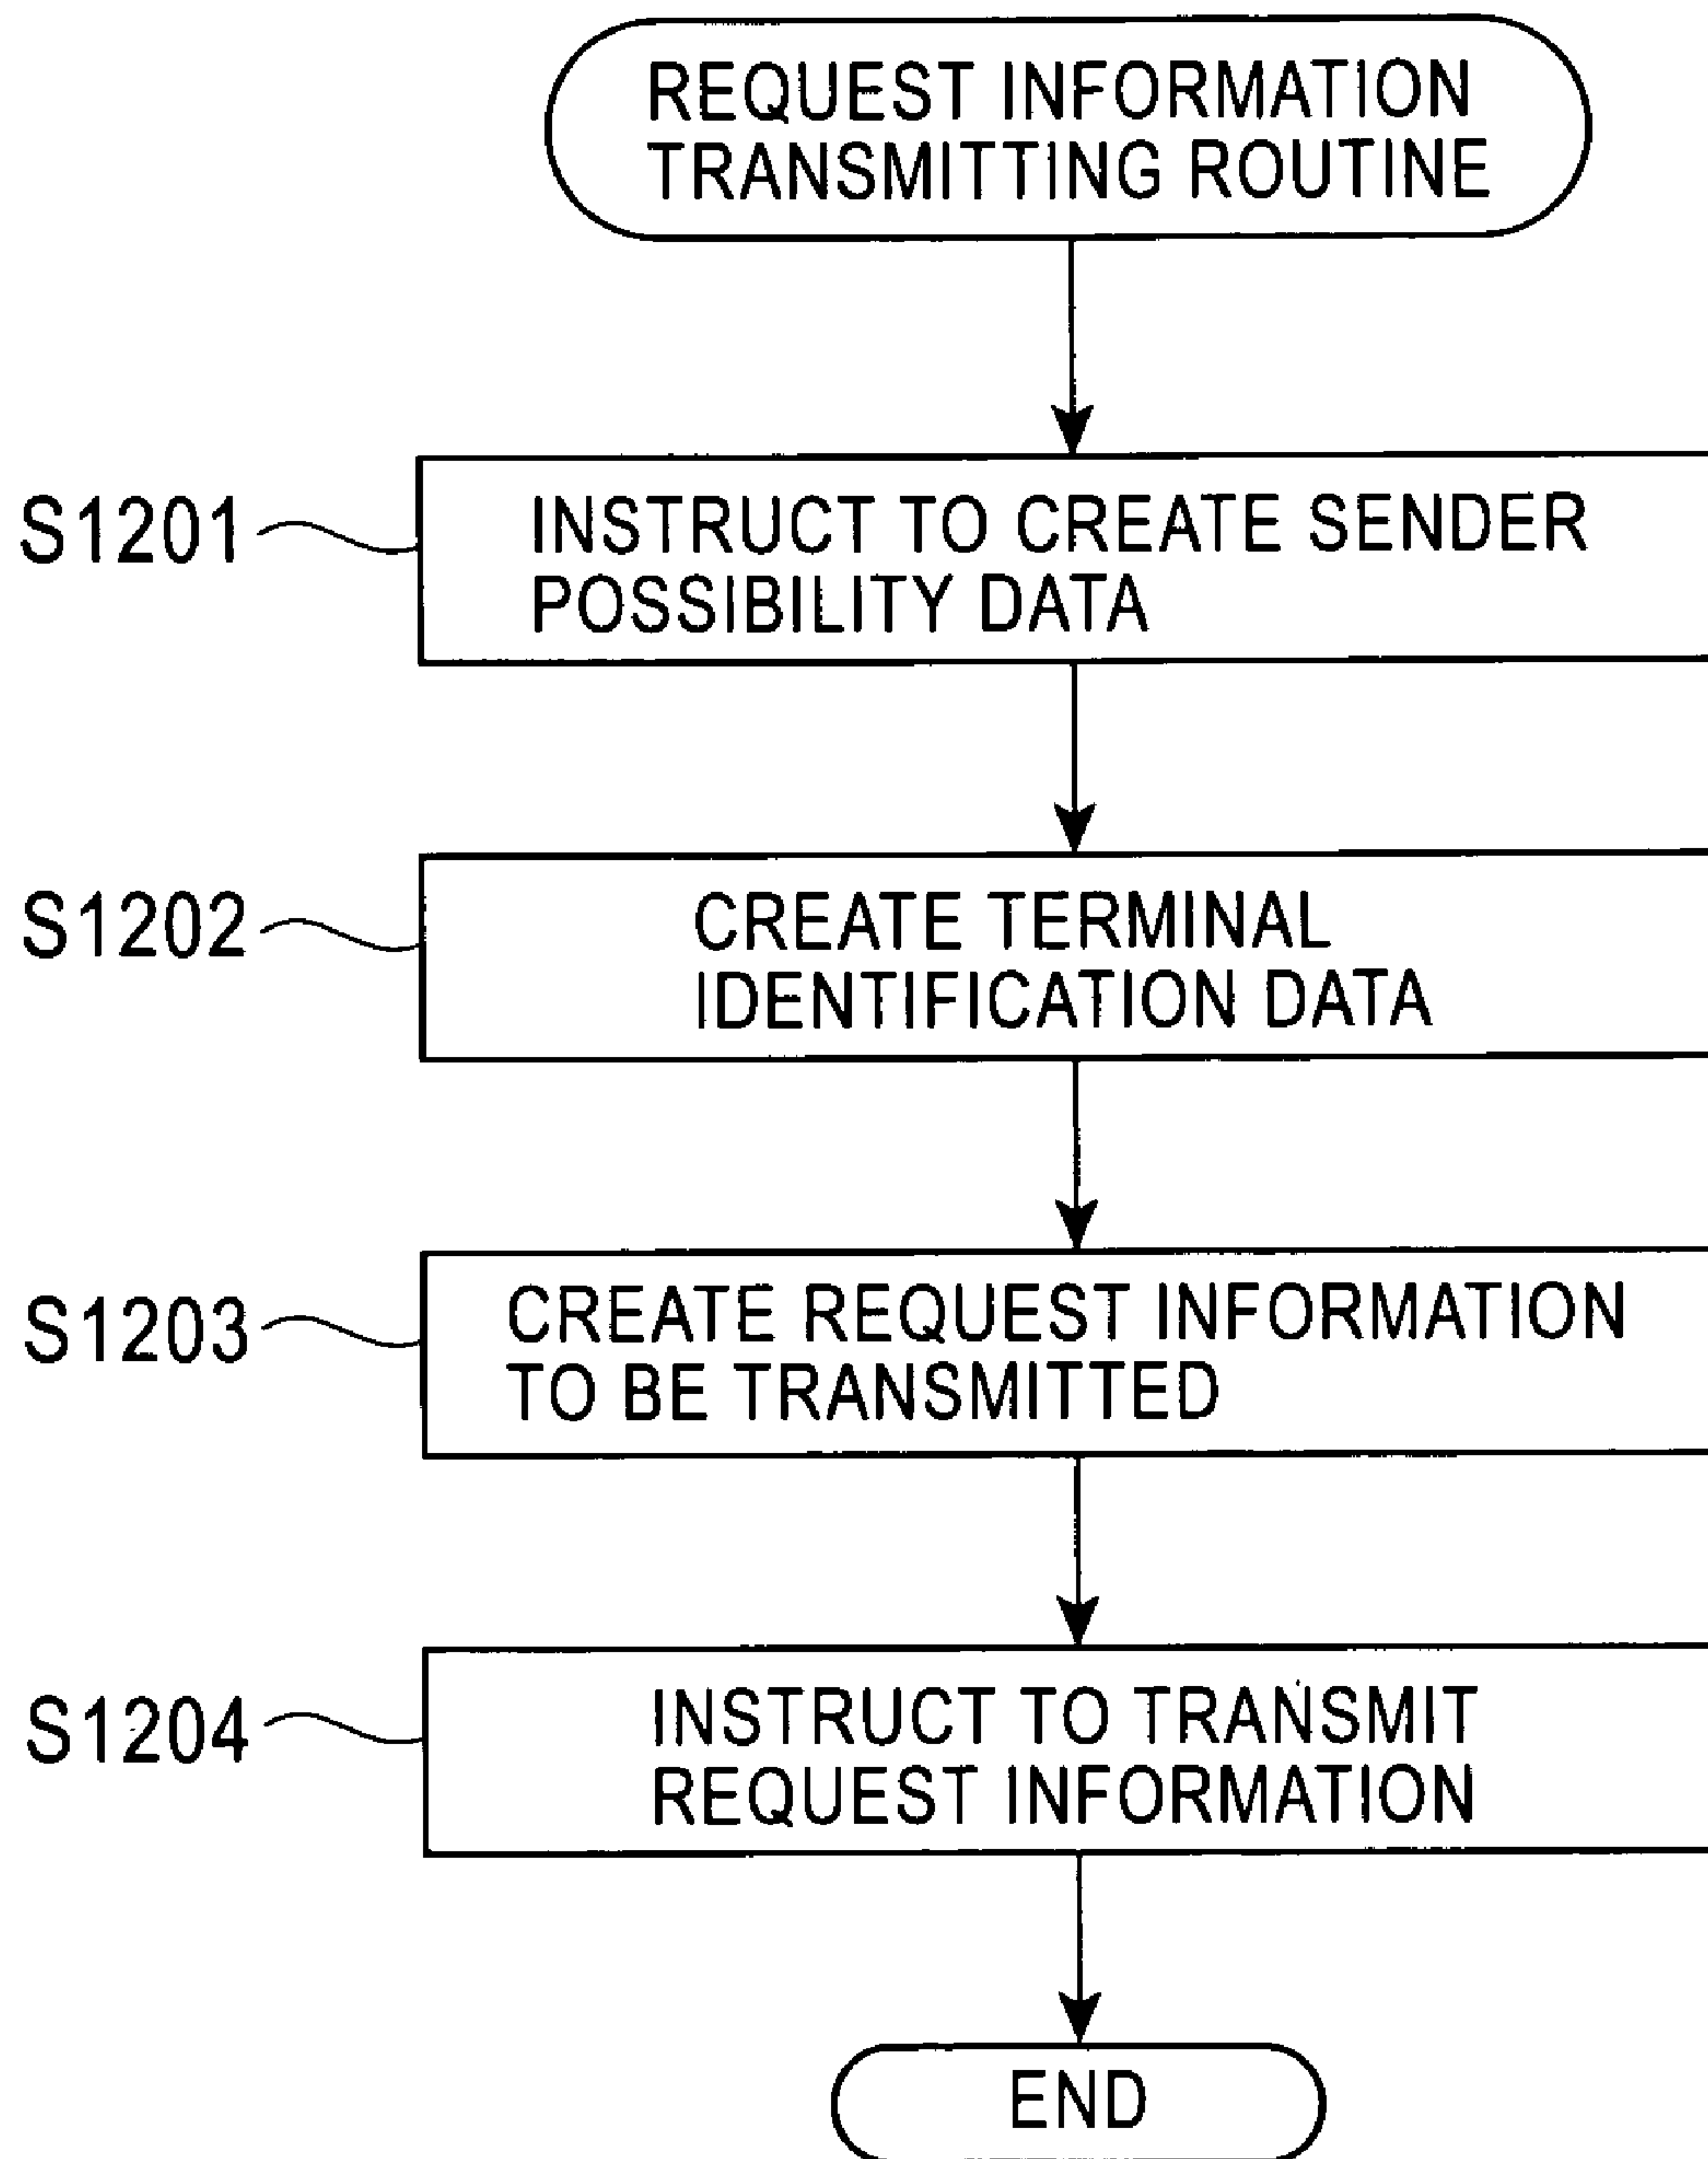 REQUEST INFORMATION
TRANSMITTING ROUTINE
S1201
INSTRUCT TO CREATE SENDER
POSSIBILITY DATA
S1202
CREATE TERMINAL
IDENTIFICATION DATA
S1203
CREATE REQUEST INFORMATION
TO BE TRANSMITTED
S1204
INSTRUCT TO TRANSMIT
REQUEST INFORMATION
END